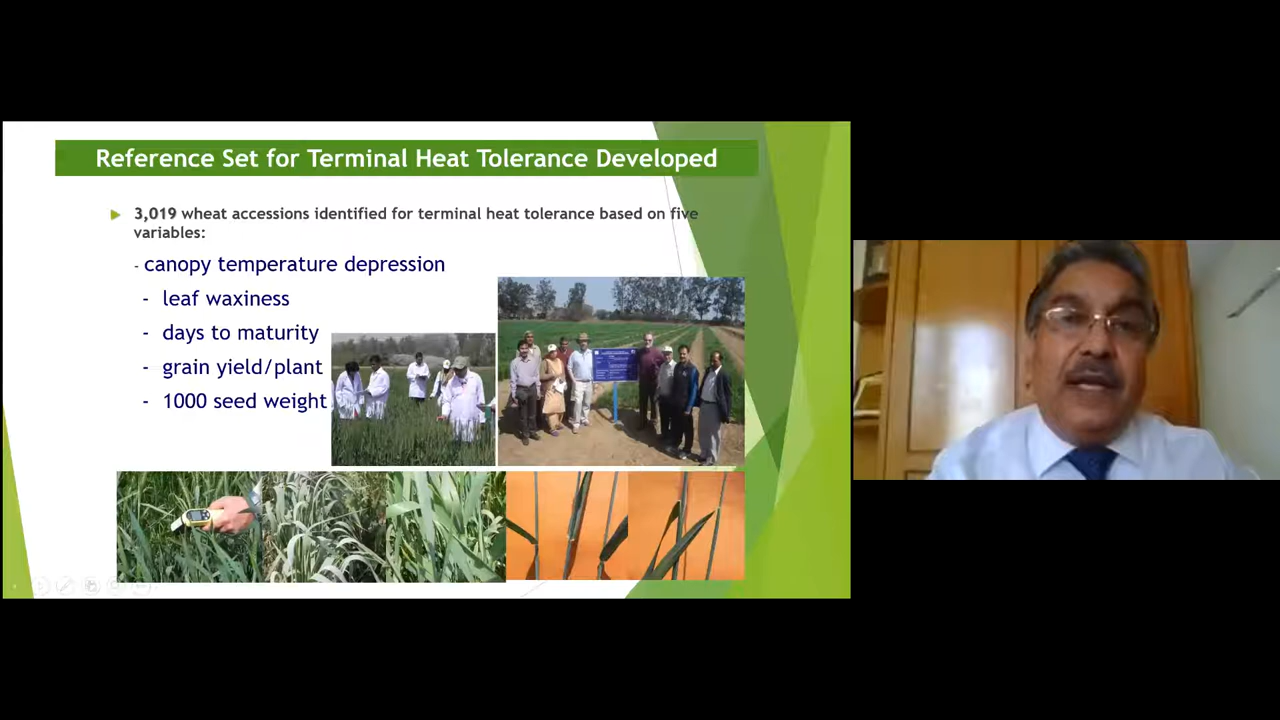 Reference Set for Terminal Heat Tolerance Developed
3,019 wheat accessions identified for terminal heat tolerance based on five
variables:
- canopy temperature depression
- leaf waxiness
- days to maturity
- grain yield/plant
- 1000 seed weight